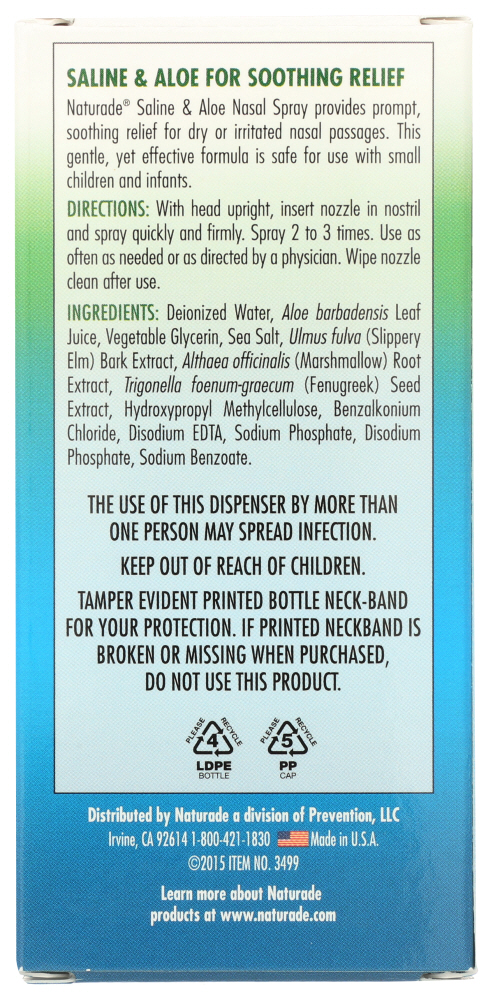 SALINE & ALOE FOR SOOTHING RELIEF
Naturade® Saline & Aloe Nasal Spray provides prompt,
soothing relief for dry or irritated nasal passages. This
gentle, yet effective formula is safe for use with small
children and infants.
DIRECTIONS: With head upright, insert nozzle in nostril
and spray quickly and firmly. Spray 2 to 3 times. Use as
often as needed or as directed by a physician. Wipe nozzle
clean after use.
INGREDIENTS: Deionized Water, Aloe barbadensis Leaf
Juice, Vegetable Glycerin, Sea Salt, Ulmus fulva (Slippery
Elm) Bark Extract, Althaea officinalis (Marshmallow) Root
Extract, Trigonella foenum-graecum (Fenugreek) Seed
Extract, Hydroxypropyl Methylcellulose, Benzalkonium
Chloride, Disodium EDTA, Sodium Phosphate, Disodium
Phosphate, Sodium Benzoate.
THE USE OF THIS DISPENSER BY MORE THAN
ONE PERSON MAY SPREAD INFECTION.
KEEP OUT OF REACH OF CHILDREN.
TAMPER EVIDENT PRINTED BOTTLE NECK-BAND
FOR YOUR PROTECTION. IF PRINTED NECKBAND IS
BROKEN OR MISSING WHEN PURCHASED,
DO NOT USE THIS PRODUCT.
PLEASE RECYCLE PLEASE RECYCLE
4 5
LDPE PP
BOTTLE CAP
Distributed by Naturade a division of Prevention, LLC
Irvine, CA 92614 1-800-421-1830 Made in U.S.A.
©2015 ITEM NO. 3499
Learn more about Naturade
products at www.naturade.com